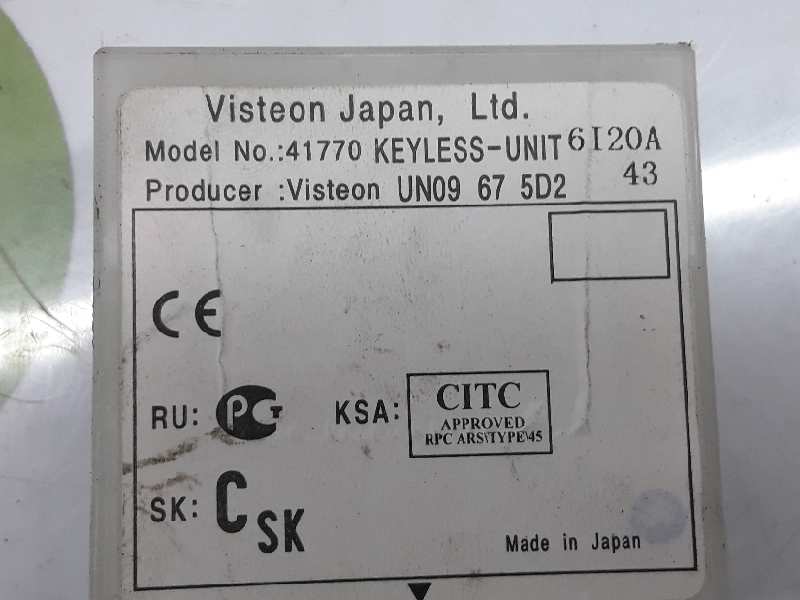 Visteon Japan, Ltd.
Model No.:41770 KEYLESS-UNIT 6I20A
Producer :Visteon UN09 67 5D2 43
CE
RU: PG
KSA: CITC
APPROVED
RPC ARS\TYPE\45
SK: CSK
Made in Japan